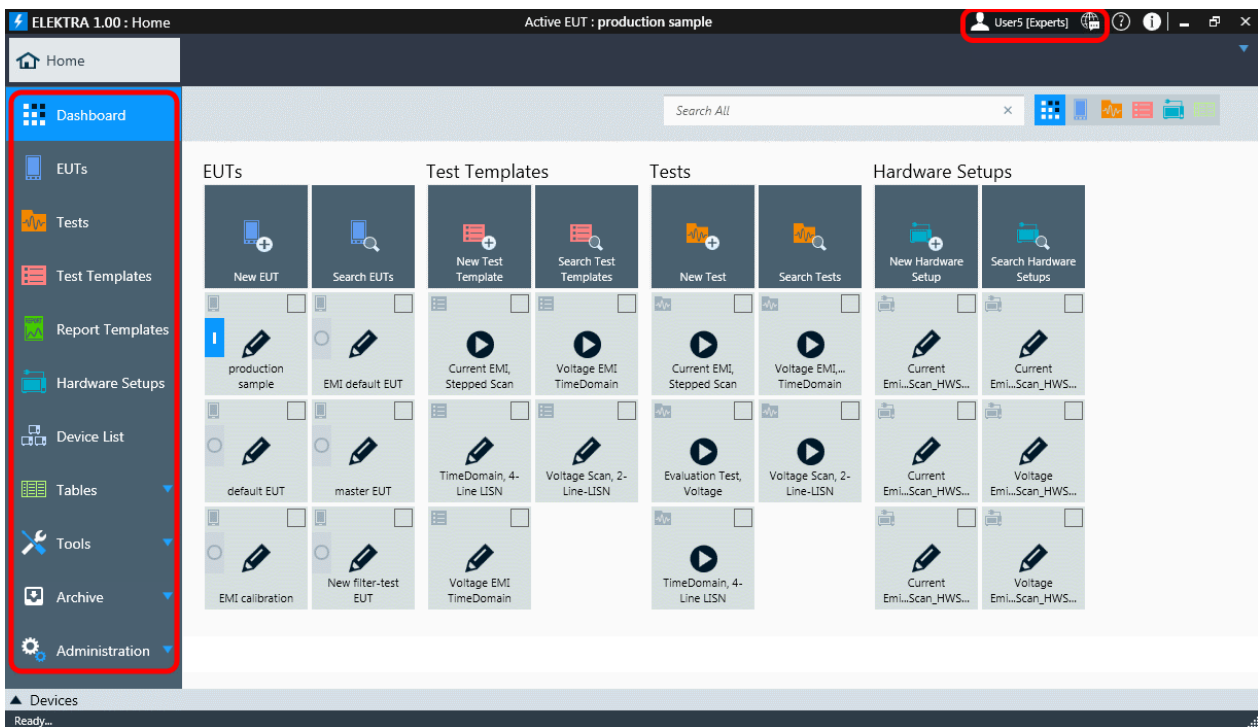 ELEKTRA 1.00 : Home
Active EUT : production sample
User5 [Experts]
Home
Search All
Dashboard
EUTs
Tests
Test Templates
Report Templates
Hardware Setups
Device List
Tables
Tools
Archive
Administration
EUTs
New EUT
Search EUTs
production
sample
EMI default EUT
default EUT
master EUT
EMI calibration
New filter-test
EUT
Test Templates
New Test
Template
Search Test
Templates
Current EMI,
Stepped Scan
Voltage EMI
TimeDomain
TimeDomain, 4-
Line LISN
Voltage Scan, 2-
Line-LISN
Voltage EMI
TimeDomain
Tests
New Test
Search Tests
Current EMI,
Stepped Scan
Voltage EMI,...
TimeDomain
Evaluation Test,
Voltage
Voltage Scan, 2-
Line-LISN
TimeDomain, 4-
Line LISN
Hardware Setups
New Hardware
Setup
Search Hardware
Setups
Current
Emi...Scan_HWS...
Current
Emi...Scan_HWS...
Current
Emi...Scan_HWS...
Voltage
Emi...Scan_HWS...
Current
Emi...Scan_HWS...
Voltage
Emi...Scan_HWS...
Devices
Ready...